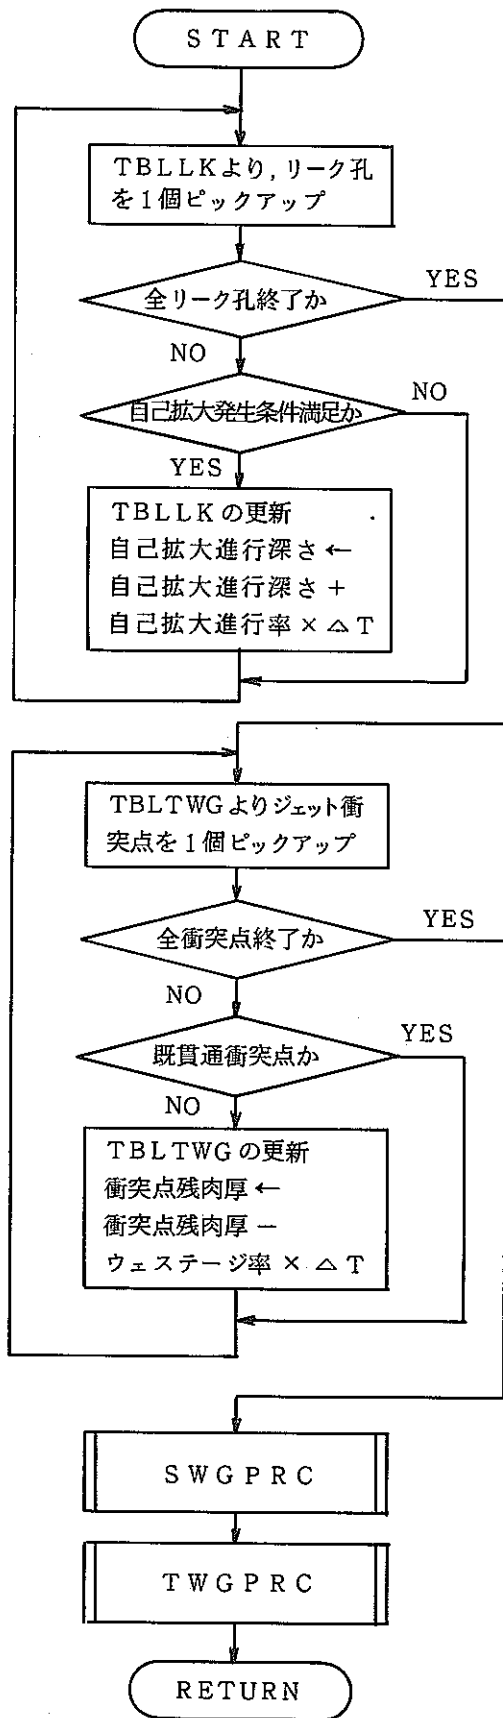 START
TBLLKより,リーク孔
を1個ピックアップ
全リーク孔終了か
YES
NO
自己拡大発生条件満足か
NO
YES
TBLLKの更新
自己拡大進行深さ←
自己拡大進行深さ+
自己拡大進行率×△T
TBLTWGよりジェット衝
突点を1個ピックアップ
全衝突点終了か
YES
NO
既貫通衝突点か
YES
NO
TBLTWGの更新
衝突点残肉厚←
衝突点残肉厚−
ウェステージ率×△T
SWGPRC
TWGPRC
RETURN